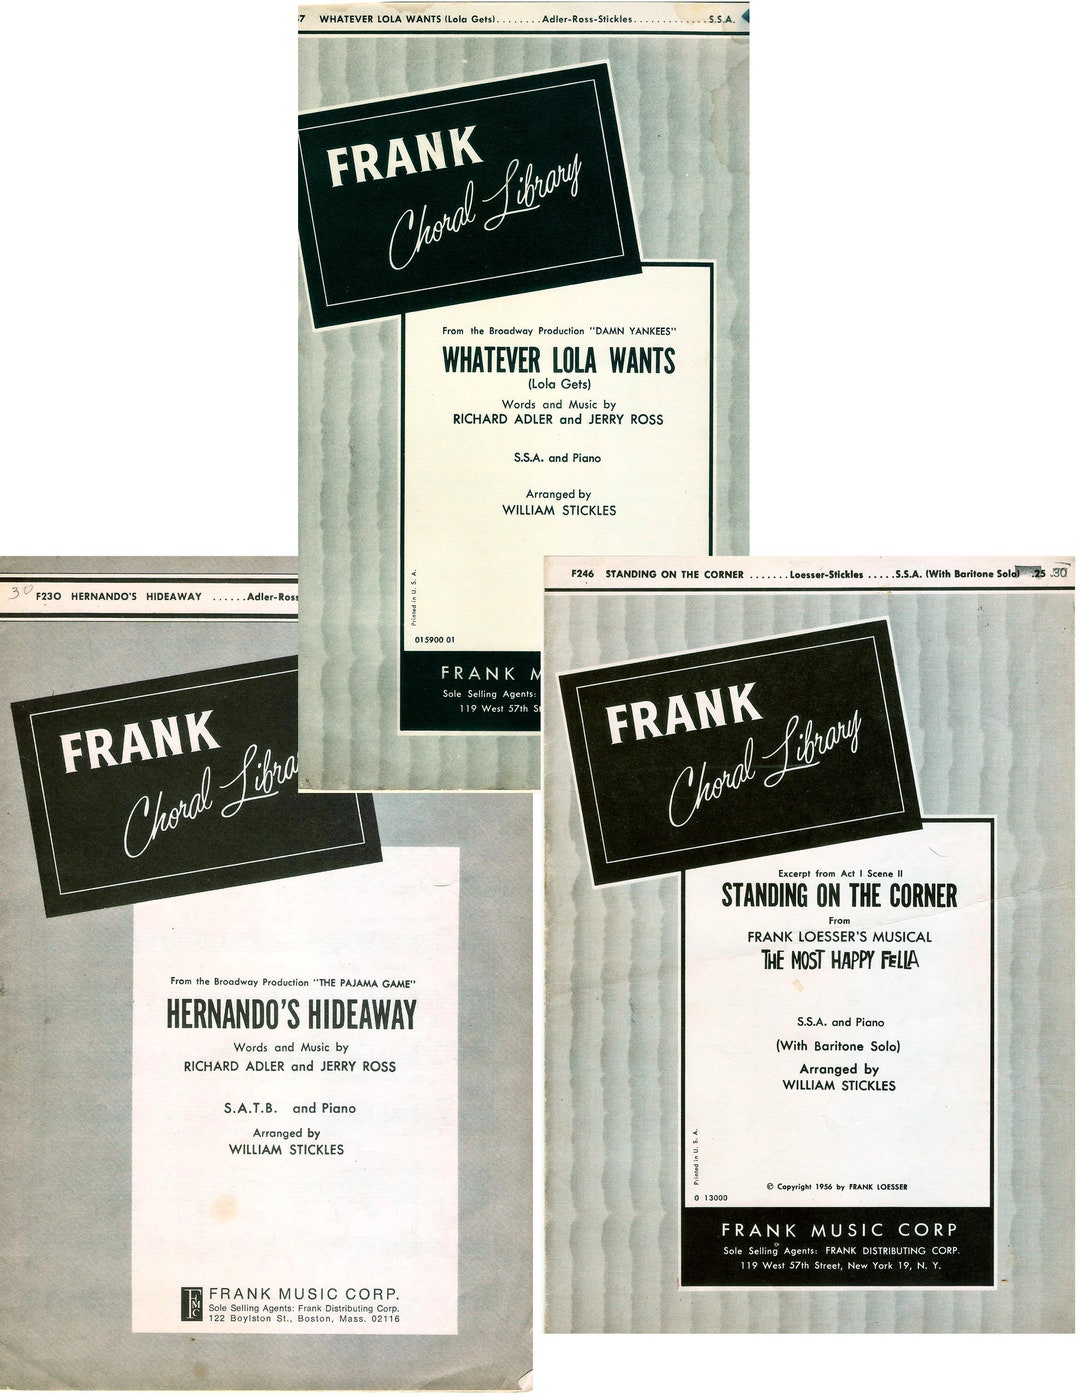 7 WHATEVER LOLA WANTS (Lola Gets)........Adler-Ross-Stickles.............S.S.A.
FRANK
Choral Library
From the Broadway Production "DAMN YANKEES"
WHATEVER LOLA WANTS
(Lola Gets)
Words and Music by
RICHARD ADLER and JERRY ROSS
S.S.A. and Piano
Arranged by
WILLIAM STICKLES
Printed in U. S. A.
015900 01
FRANK M
Sole Selling Agents:
119 West 57th St
30 F230 HERNANDO'S HIDEAWAY ......Adler-Ross
FRANK
Choral Libra
From the Broadway Production "THE PAJAMA GAME"
HERNANDO'S HIDEAWAY
Words and Music by
RICHARD ADLER and JERRY ROSS
S.A.T.B. and Piano
Arranged by
WILLIAM STICKLES
FMC
FRANK MUSIC CORP.
Sole Selling Agents: Frank Distributing Corp.
122 Boylston St., Boston, Mass. 02116
F246 STANDING ON THE CORNER .......Loesser-Stickles .....S.S.A. (With Baritone Solo) .25 .30
FRANK
Choral Library
Excerpt from Act I Scene II
STANDING ON THE CORNER
From
FRANK LOESSER'S MUSICAL
THE MOST HAPPY FELLA
S.S.A. and Piano
(With Baritone Solo)
Arranged by
WILLIAM STICKLES
Printed in U. S. A.
© Copyright 1956 by FRANK LOESSER
0 13000
FRANK MUSIC CORP
Sole Selling Agents: FRANK DISTRIBUTING CORP.
119 West 57th Street, New York 19, N. Y.